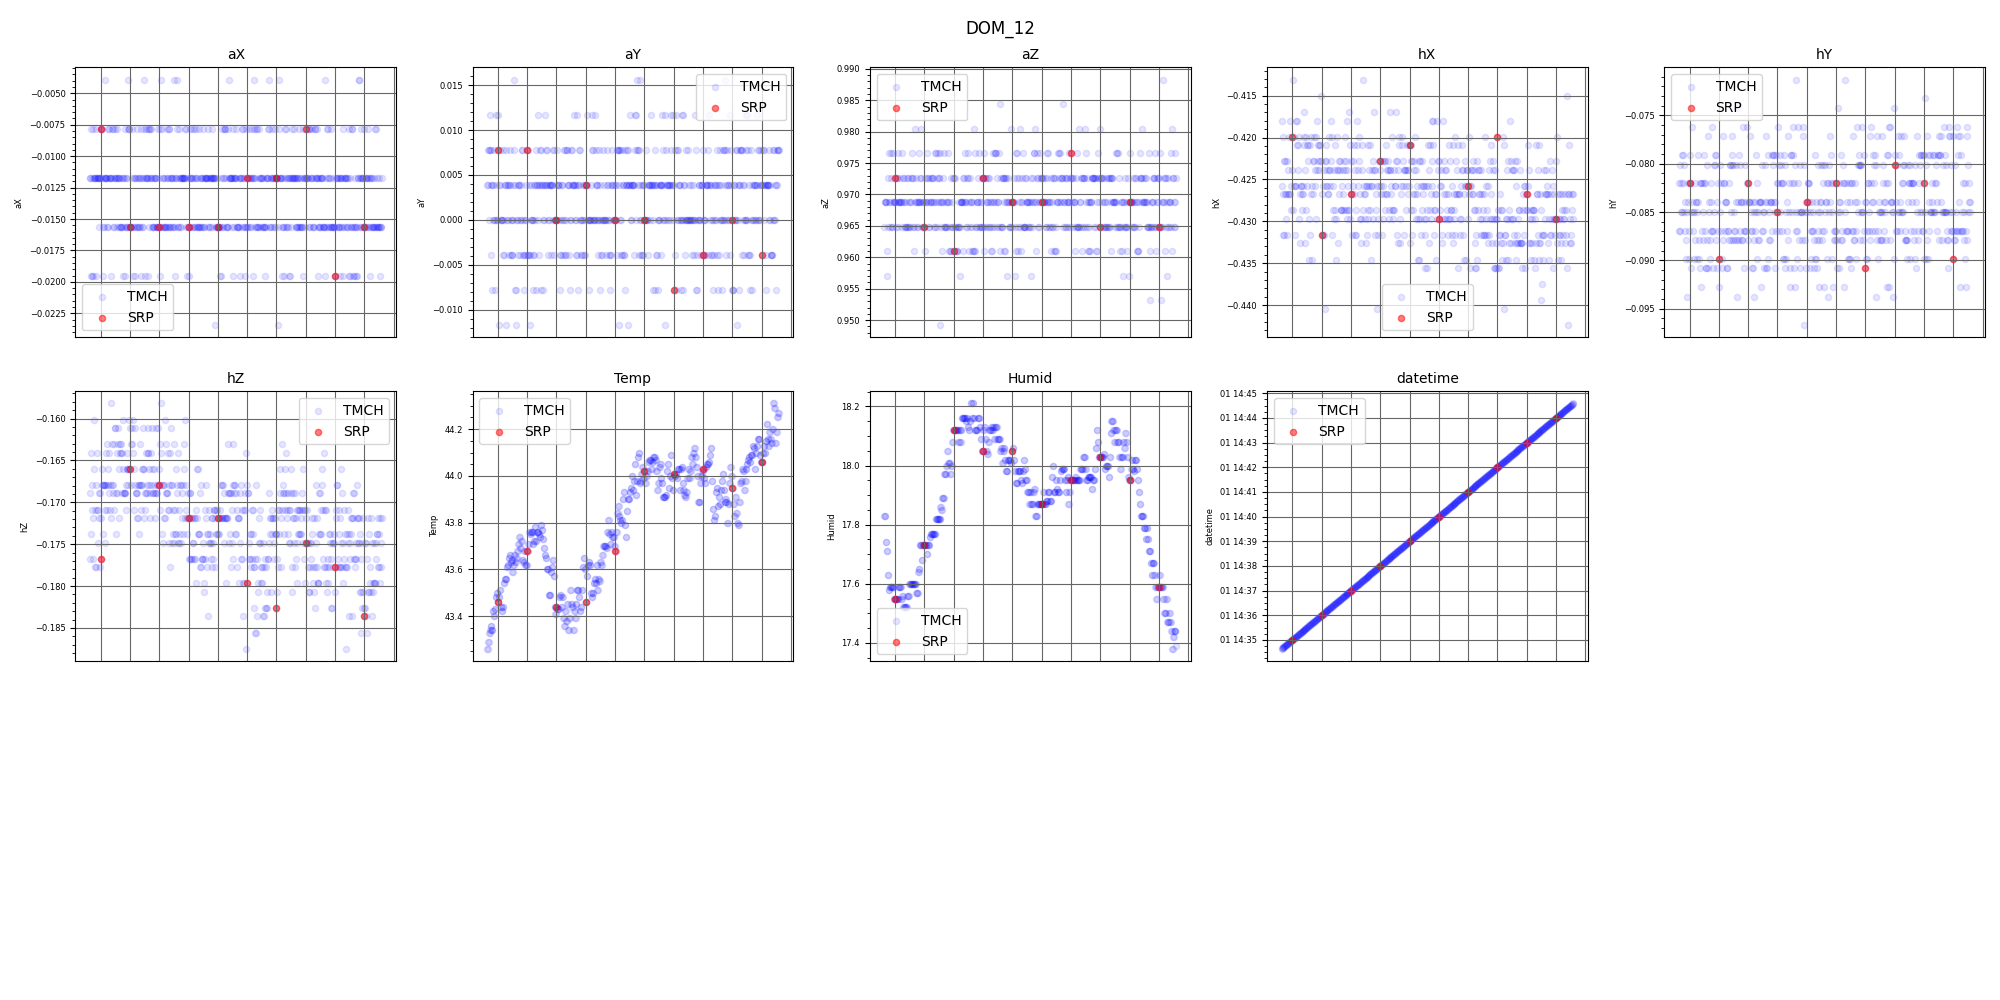 DOM_12
aX
aX
−0.0050
−0.0075
−0.0100
−0.0125
−0.0150
−0.0175
−0.0200
−0.0225
TMCH
SRP
aY
aY
0.015
0.010
0.005
0.000
−0.005
−0.010
TMCH
SRP
aZ
aZ
0.990
0.985
0.980
0.975
0.970
0.965
0.960
0.955
0.950
TMCH
SRP
hX
hX
−0.415
−0.420
−0.425
−0.430
−0.435
−0.440
TMCH
SRP
hY
hY
−0.075
−0.080
−0.085
−0.090
−0.095
TMCH
SRP
hZ
hZ
−0.160
−0.165
−0.170
−0.175
−0.180
−0.185
TMCH
SRP
Temp
Temp
44.2
44.0
43.8
43.6
43.4
TMCH
SRP
Humid
Humid
18.2
18.0
17.8
17.6
17.4
TMCH
SRP
datetime
datetime
01 14:45
01 14:44
01 14:43
01 14:42
01 14:41
01 14:40
01 14:39
01 14:38
01 14:37
01 14:36
01 14:35
TMCH
SRP